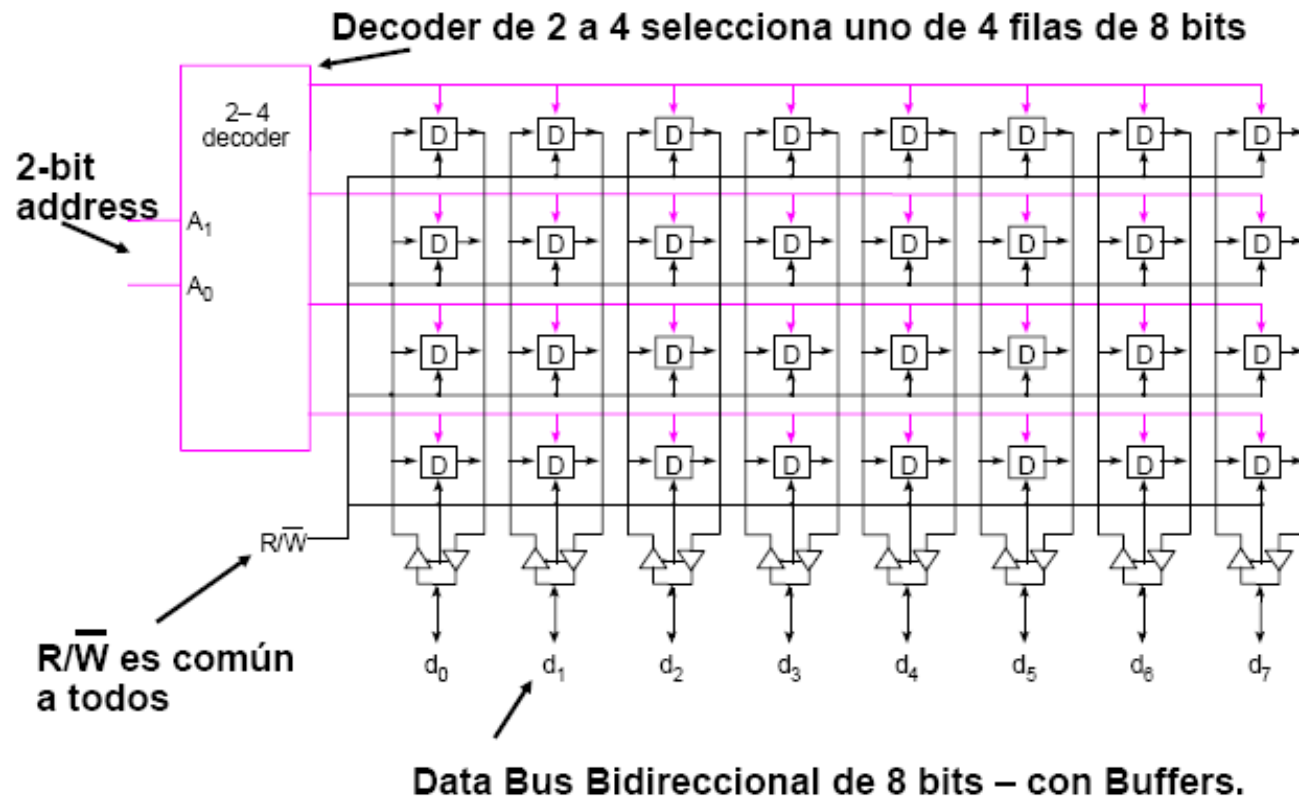 Decoder de 2 a 4 selecciona uno de 4 filas de 8 bits
2–4
decoder
2-bit
address
A₁
A₀
D D D D D D D D
D D D D D D D D
D D D D D D D D
D D D D D D D D
R/W̅
R/W̅ es común
a todos
d₀ d₁ d₂ d₃ d₄ d₅ d₆ d₇
Data Bus Bidireccional de 8 bits – con Buffers.